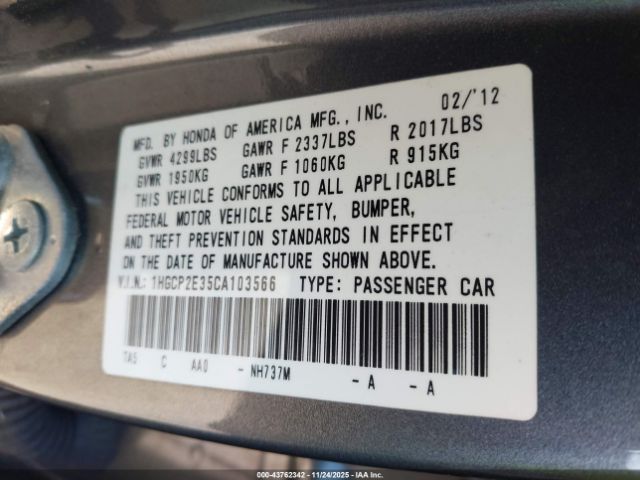 MFD. BY HONDA OF AMERICA MFG., INC. 02/'12
GVWR 4299LBS GAWR F 2337LBS R 2017LBS
GVWR 1950KG GAWR F 1060KG R 915KG
THIS VEHICLE CONFORMS TO ALL APPLICABLE
FEDERAL MOTOR VEHICLE SAFETY, BUMPER,
AND THEFT PREVENTION STANDARDS IN EFFECT
ON THE DATE OF MANUFACTURE SHOWN ABOVE.
V.I.N.: 1HGCP2E35CA103566 TYPE: PASSENGER CAR
TA5 C AA0 - NH737M - A - A
000-43762342 - 11/24/2025 - IAA Inc.